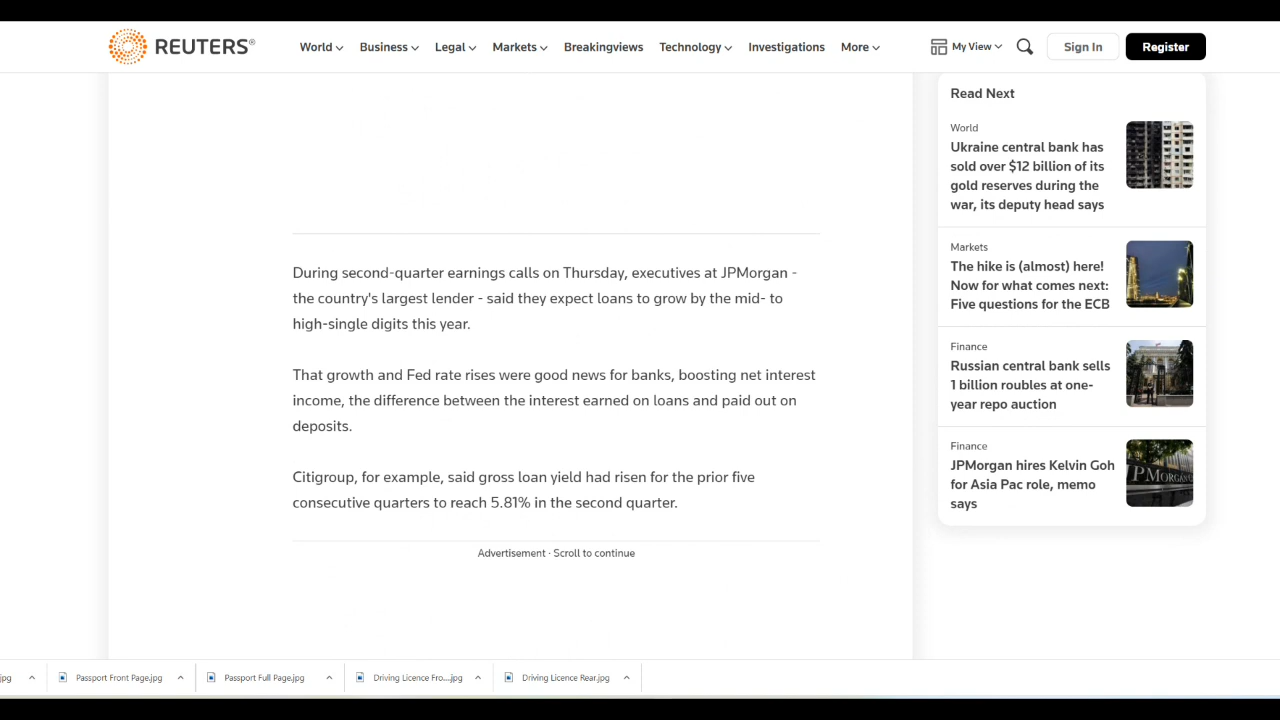 REUTERS®
World
Business
Legal
Markets
Breakingviews
Technology
Investigations
More
My View
Sign In
Register
During second-quarter earnings calls on Thursday, executives at JPMorgan -
the country's largest lender - said they expect loans to grow by the mid- to
high-single digits this year.
That growth and Fed rate rises were good news for banks, boosting net interest
income, the difference between the interest earned on loans and paid out on
deposits.
Citigroup, for example, said gross loan yield had risen for the prior five
consecutive quarters to reach 5.81% in the second quarter.
Advertisement · Scroll to continue
Read Next
World
Ukraine central bank has
sold over $12 billion of its
gold reserves during the
war, its deputy head says
Markets
The hike is (almost) here!
Now for what comes next:
Five questions for the ECB
Finance
Russian central bank sells
1 billion roubles at one-
year repo auction
Finance
JPMorgan hires Kelvin Goh
for Asia Pac role, memo
says
JPMORGAN
jpg
Passport Front Page.jpg
Passport Full Page.jpg
Driving Licence Fro....jpg
Driving Licence Rear.jpg